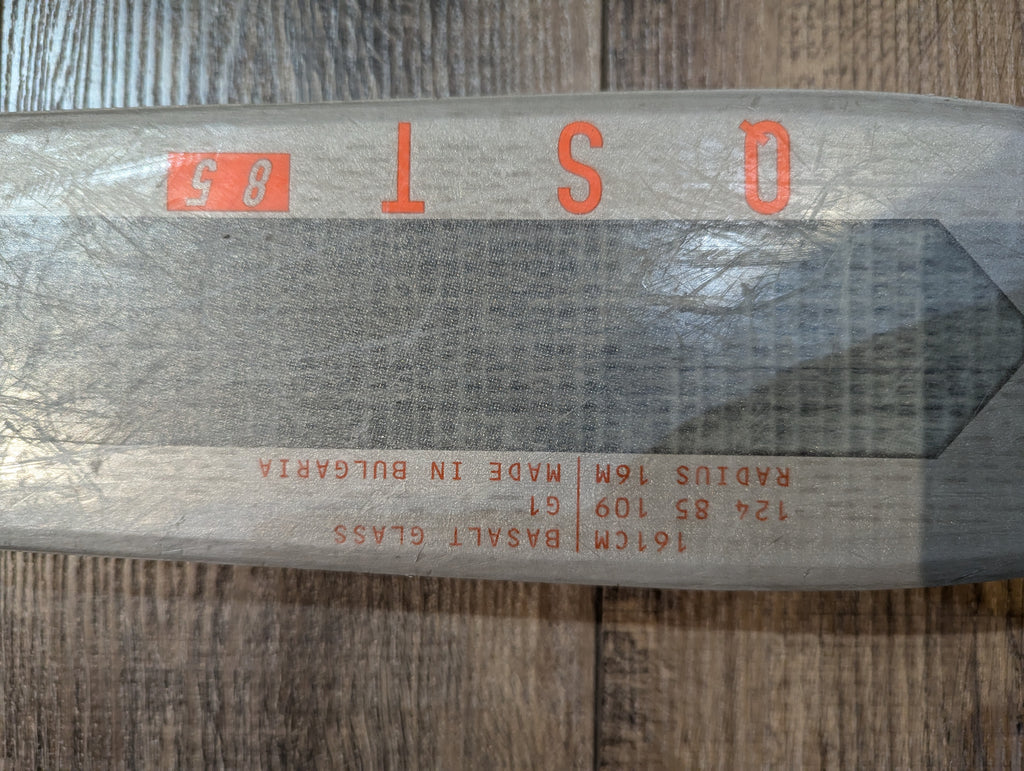 QST 85
161CM | BASALT GLASS
124 85 109 | G1
RADIUS 16M | MADE IN BULGARIA